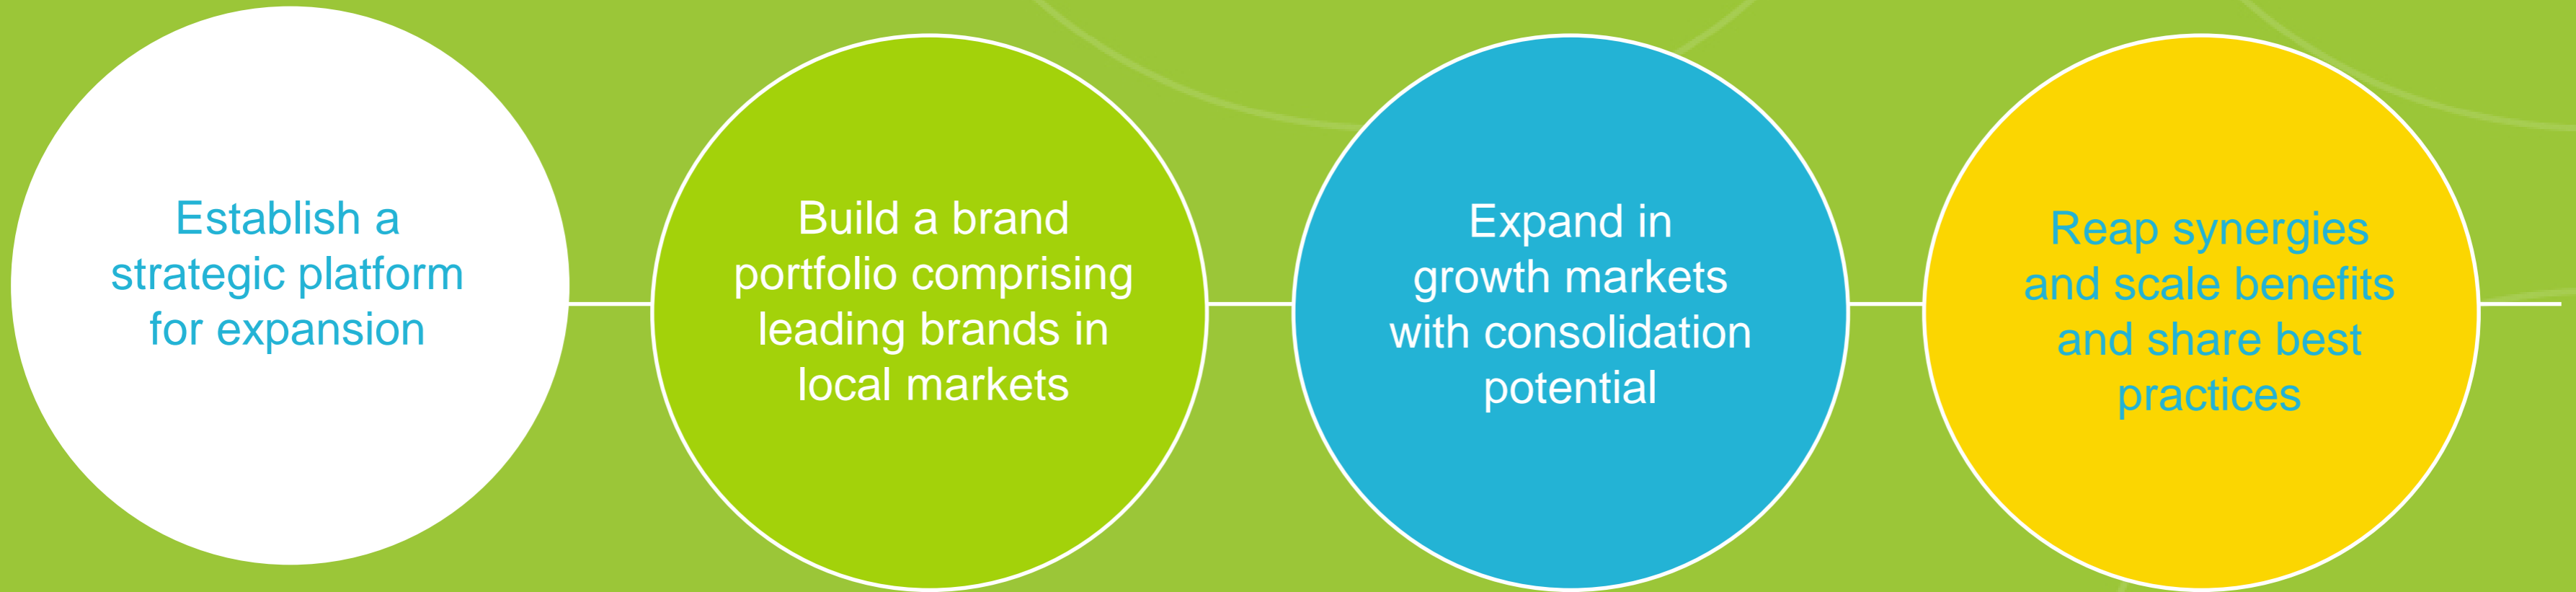 Establish a
strategic platform
for expansion
Build a brand
portfolio comprising
leading brands in
local markets
Expand in
growth markets
with consolidation
potential
Reap synergies
and scale benefits
and share best
practices